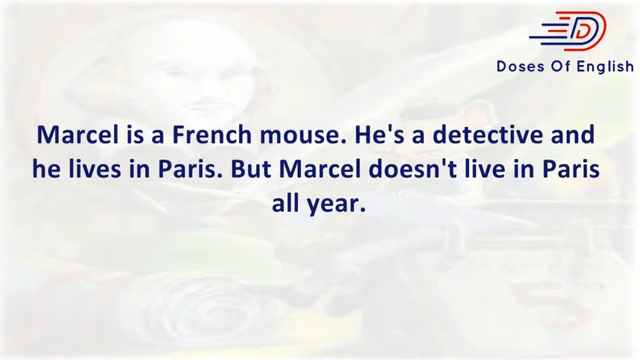 Doses Of English
Marcel is a French mouse. He's a detective and
he lives in Paris. But Marcel doesn't live in Paris
all year.